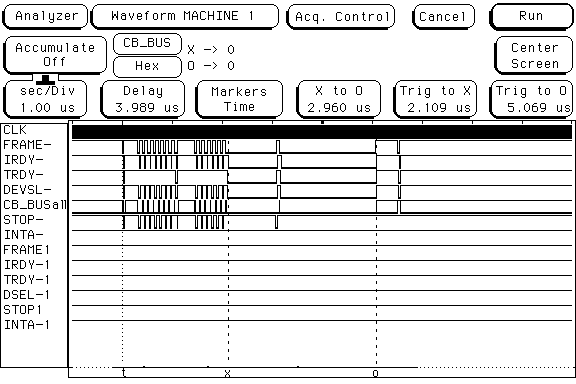 Analyzer Waveform MACHINE 1 Acq. Control Cancel Run
Accumulate
Off
CB_BUS X -> 0
Hex 0 -> 0
Center
Screen
sec/Div
1.00 us
Delay
3.989 us
Markers
Time
X to O
2.960 us
Trig to X
2.109 us
Trig to O
5.069 us
CLK
FRAME-
IRDY-
TRDY-
DEVSL-
CB_BUSall
STOP-
INTA-
FRAME1
IRDY-1
TRDY-1
DSEL-1
STOP1
INTA-1
t X O